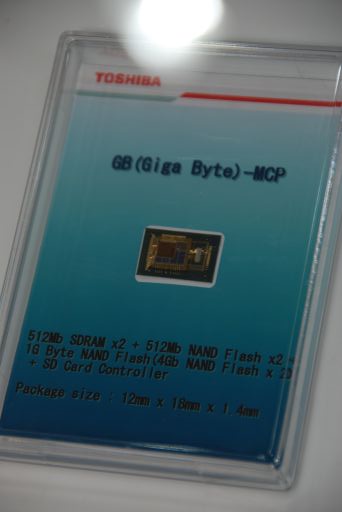 TOSHIBA
GB(Giga Byte)-MCP
512Mb SDRAM x2 + 512Mb NAND Flash x2 +
1G Byte NAND Flash(4Gb NAND Flash x 2)
+ SD Card Controller
Package size : 12mm x 18mm x 1.4mm